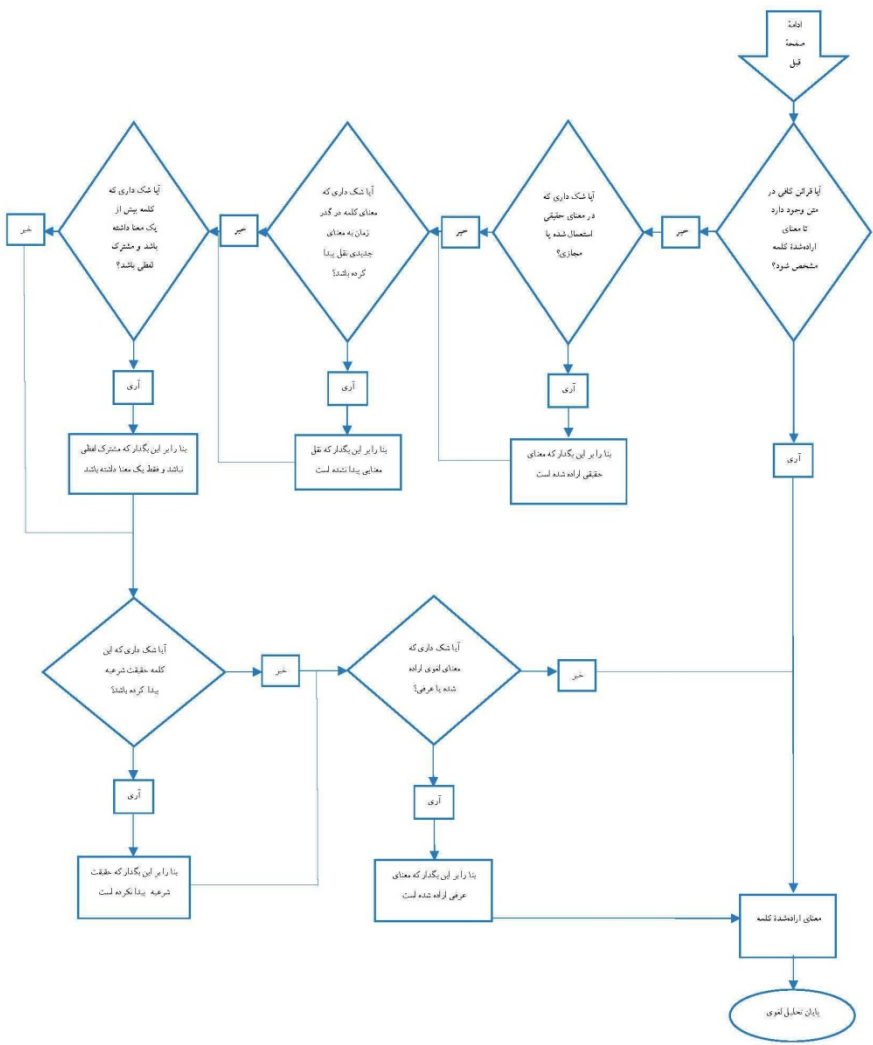 ادامهٔ
صفحهٔ
قبل
آیا قرائن کافی در
متن وجود دارد
تا معنای
اراده‌شدهٔ کلمه
مشخص شود؟
خیر
آیا شک داری که
در معنای حقیقی
استعمال شده یا
مجازی؟
خیر
آیا شک داری که
معنای کلمه در گذر
زمان به معنای
جدیدی نقل پیدا
کرده باشد؟
خیر
آیا شک داری که
کلمه بیش از
یک معنا داشته
باشد و مشترک
لفظی باشد؟
خیر
آری
آری
آری
آری
بنا را بر این بگذار که معنای
حقیقی اراده شده است
بنا را بر این بگذار که نقل
معنایی پیدا نشده است
بنا را بر این بگذار که مشترک لفظی
نباشد و فقط یک معنا داشته باشد
آیا شک داری که این
کلمه حقیقت شرعیه
پیدا کرده باشد؟
خیر
آیا شک داری که
معنای لغوی اراده
شده یا عرفی؟
خیر
آری
آری
بنا را بر این بگذار که حقیقت
شرعیه پیدا نکرده است
بنا را بر این بگذار که معنای
عرفی اراده شده است
معنای اراده‌شدهٔ کلمه
پایان تحلیل لغوی